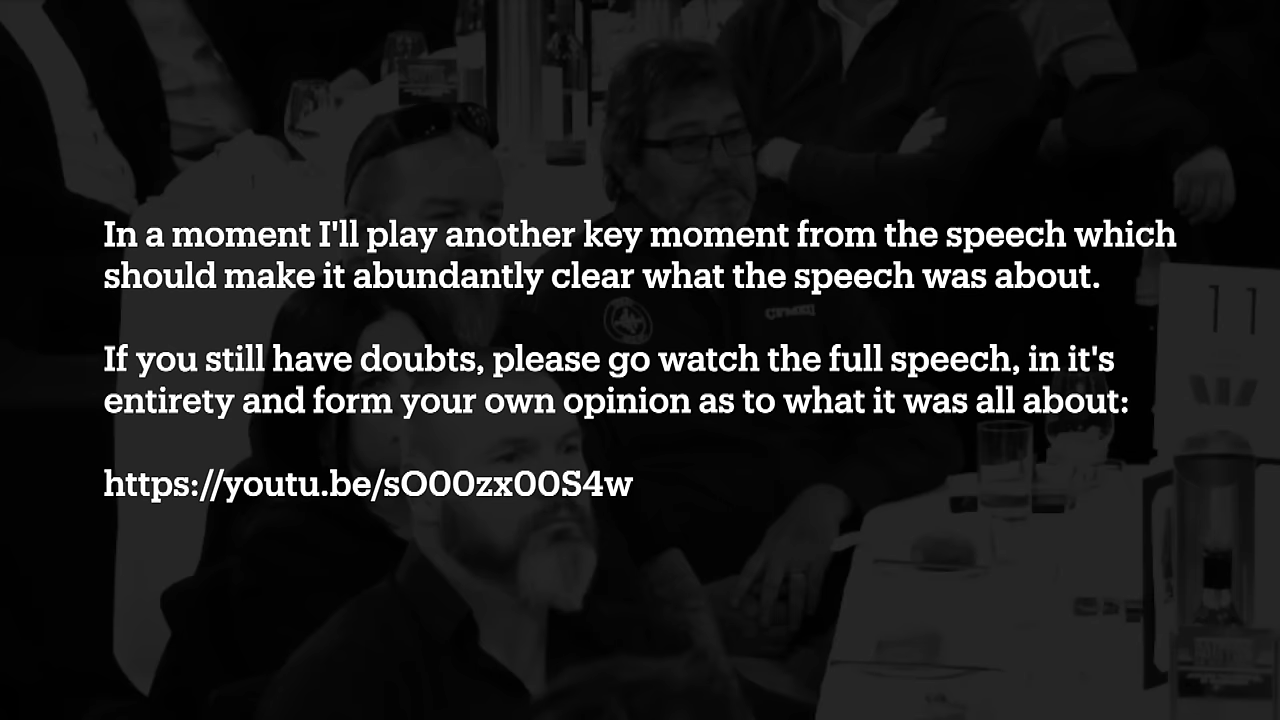 In a moment I'll play another key moment from the speech which
should make it abundantly clear what the speech was about.
If you still have doubts, please go watch the full speech, in it's
entirety and form your own opinion as to what it was all about:
https://youtu.be/sO00zx00S4w
11